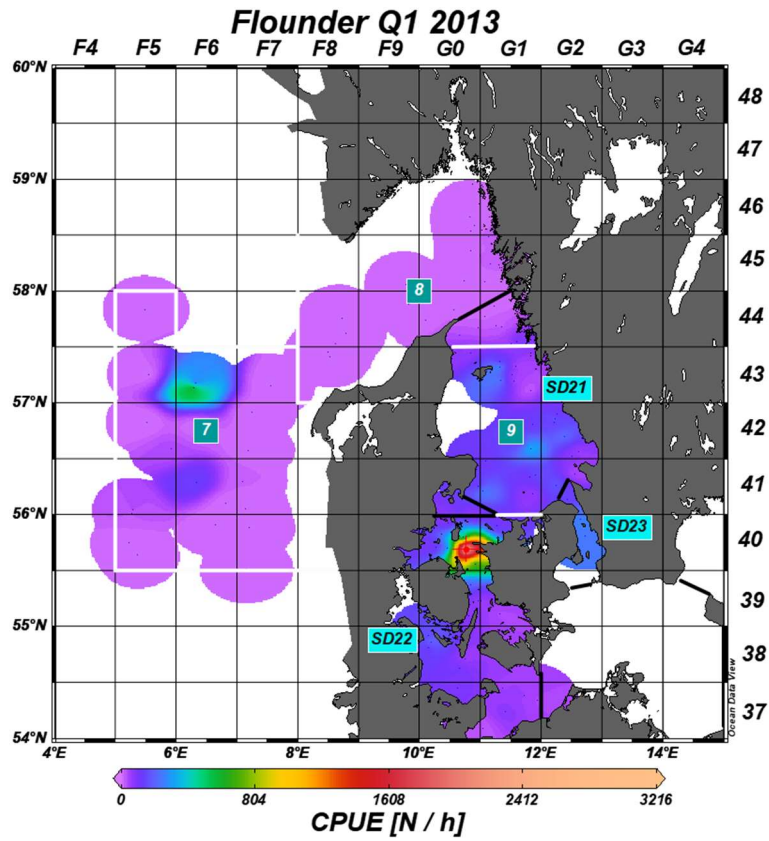 Flounder Q1 2013
F4 F5 F6 F7 F8 F9 G0 G1 G2 G3 G4
60°N
48
47
59°N
46
45
58°N
8
44
43
SD21
57°N
7
9
42
41
56°N
SD23
40
39
55°N
SD22
38
37
54°N
Ocean Data View
4°E 6°E 8°E 10°E 12°E 14°E
0 804 1608 2412 3216
CPUE [N / h]